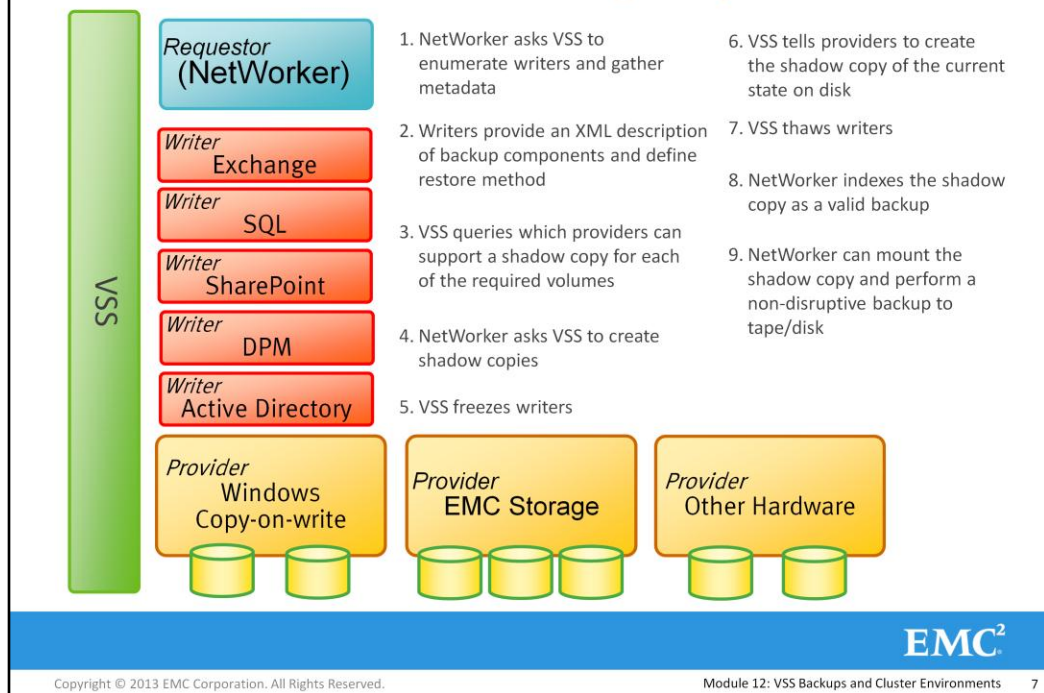 VSS
Requestor
(NetWorker)
Writer
Exchange
Writer
SQL
Writer
SharePoint
Writer
DPM
Writer
Active Directory
1. NetWorker asks VSS to
enumerate writers and gather
metadata
2. Writers provide an XML description
of backup components and define
restore method
3. VSS queries which providers can
support a shadow copy for each
of the required volumes
4. NetWorker asks VSS to create
shadow copies
5. VSS freezes writers
6. VSS tells providers to create
the shadow copy of the current
state on disk
7. VSS thaws writers
8. NetWorker indexes the shadow
copy as a valid backup
9. NetWorker can mount the
shadow copy and perform a
non-disruptive backup to
tape/disk
Provider
Windows
Copy-on-write
Provider
EMC Storage
Provider
Other Hardware
EMC²
Copyright © 2013 EMC Corporation. All Rights Reserved.
Module 12: VSS Backups and Cluster Environments 7